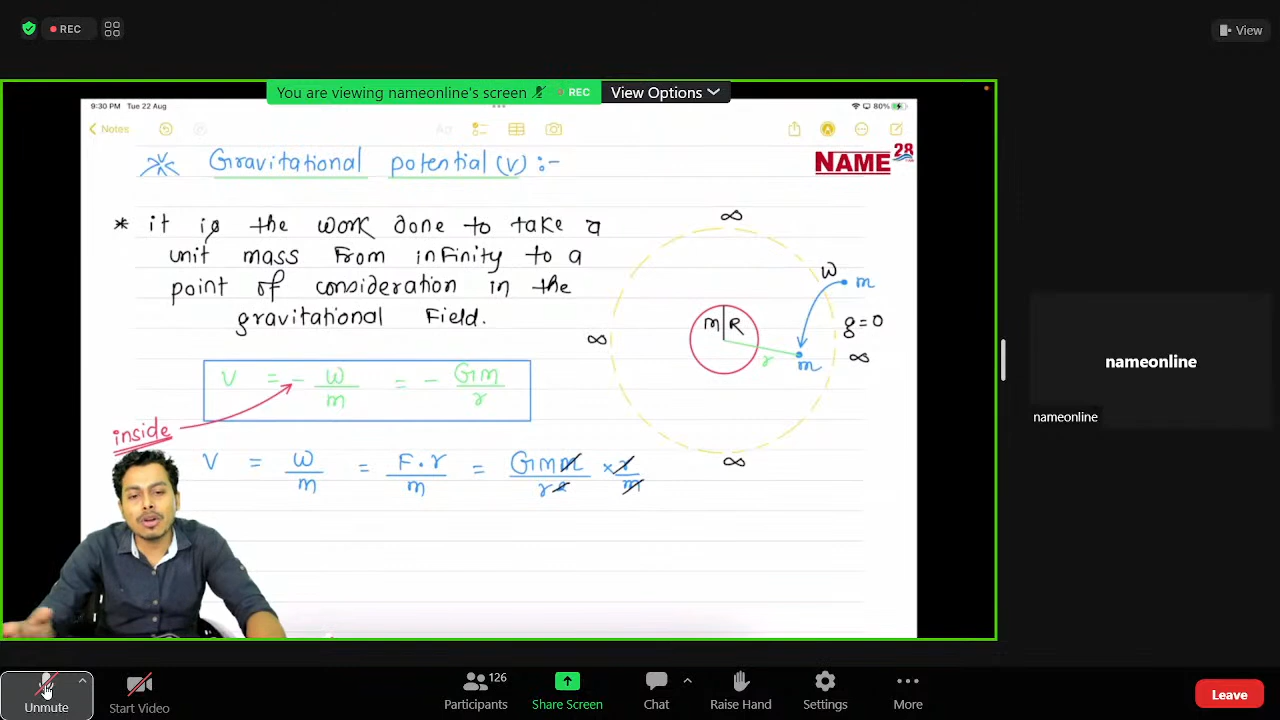 REC
View
You are viewing nameonline's screen
REC
View Options
9:30 PM Tue 22 Aug
80%
Notes
Aa
Gravitational potential (v) :-
NAME 28
* it is the work done to take a
unit mass from infinity to a
point of consideration in the
gravitational Field.
∞
W
m
m R
g=0
∞
∞
r
m
∞
V = - W/m = - Gm/r
inside
V = W/m = F.r/m = Gmm/r² × r/m
nameonline
nameonline
Unmute
Start Video
126
Participants
Share Screen
Chat
Raise Hand
Settings
More
Leave